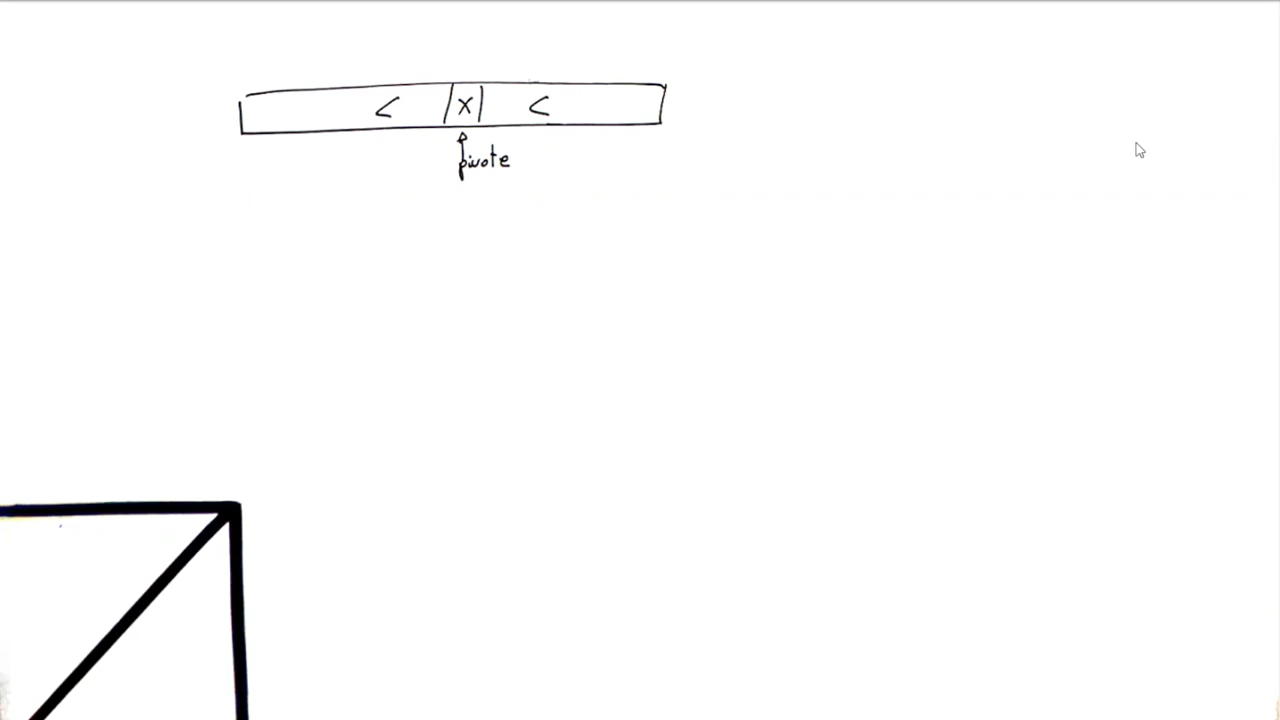 < |x| <
pivote